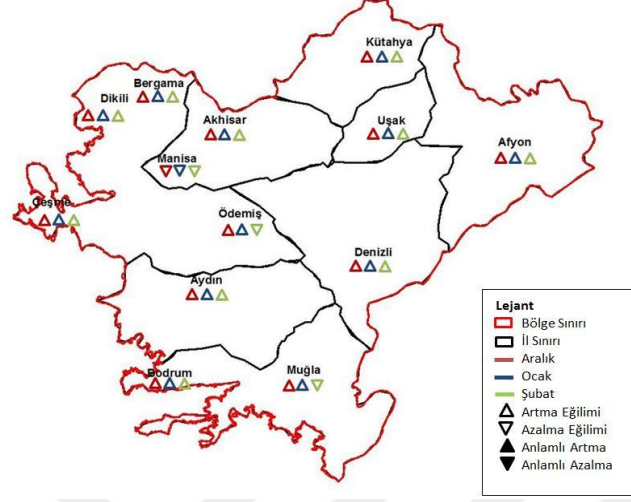 Kütahya
Bergama
Dikili
Akhisar
Uşak
Afyon
Manisa
Çeşme
Ödemiş
Denizli
Aydın
Bodrum
Muğla
Lejant
Bölge Sınırı
İl Sınırı
Aralık
Ocak
Şubat
Artma Eğilimi
Azalma Eğilimi
Anlamlı Artma
Anlamlı Azalma